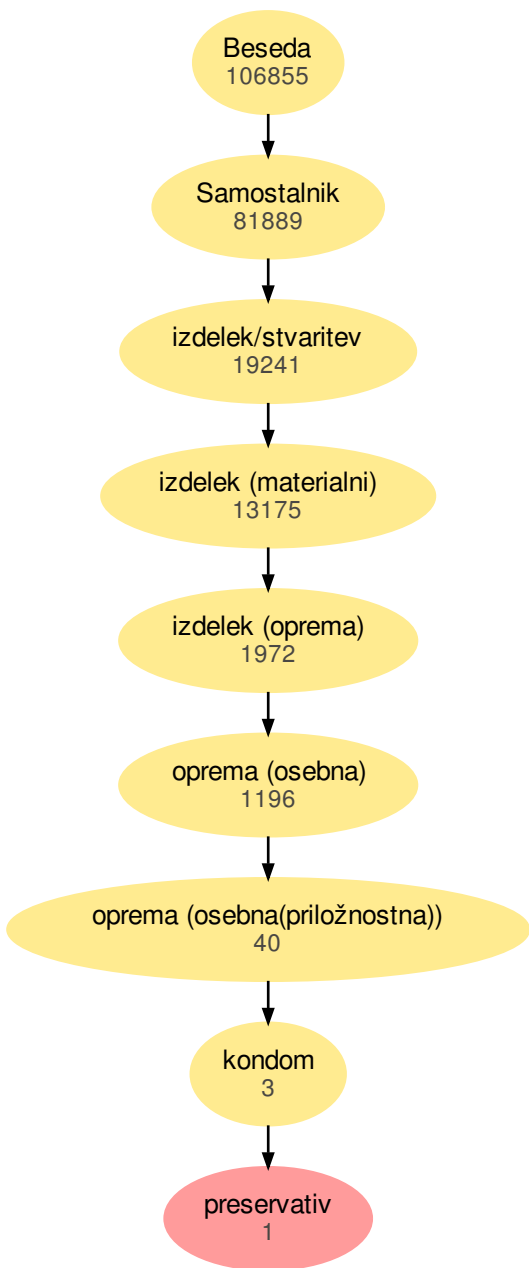 Beseda
106855
Samostalnik
81889
izdelek/stvaritev
19241
izdelek (materialni)
13175
izdelek (oprema)
1972
oprema (osebna)
1196
oprema (osebna(priložnostna))
40
kondom
3
preservativ
1